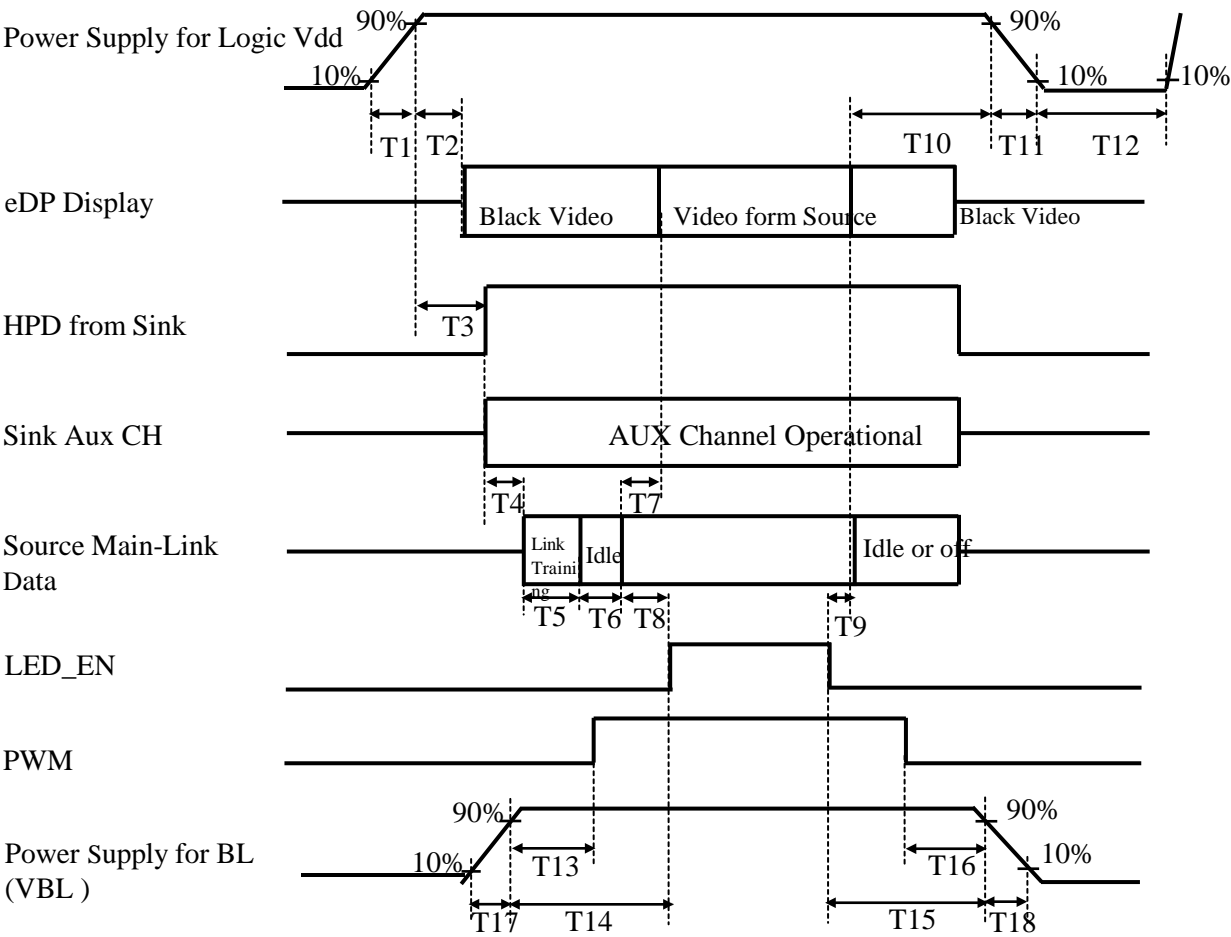 90%
90%
Power Supply for Logic Vdd
10%
10%
10%
T1
T2
T10
T11
T12
eDP Display
Black Video
Video form Source
Black Video
HPD from Sink
T3
Sink Aux CH
AUX Channel Operational
T4
T7
Source Main-Link
Data
Link
Traini
ng
Idle
Idle or off
T5
T6
T8
T9
LED_EN
PWM
90%
90%
Power Supply for BL
(VBL )
10%
10%
T13
T16
T17
T14
T15
T18